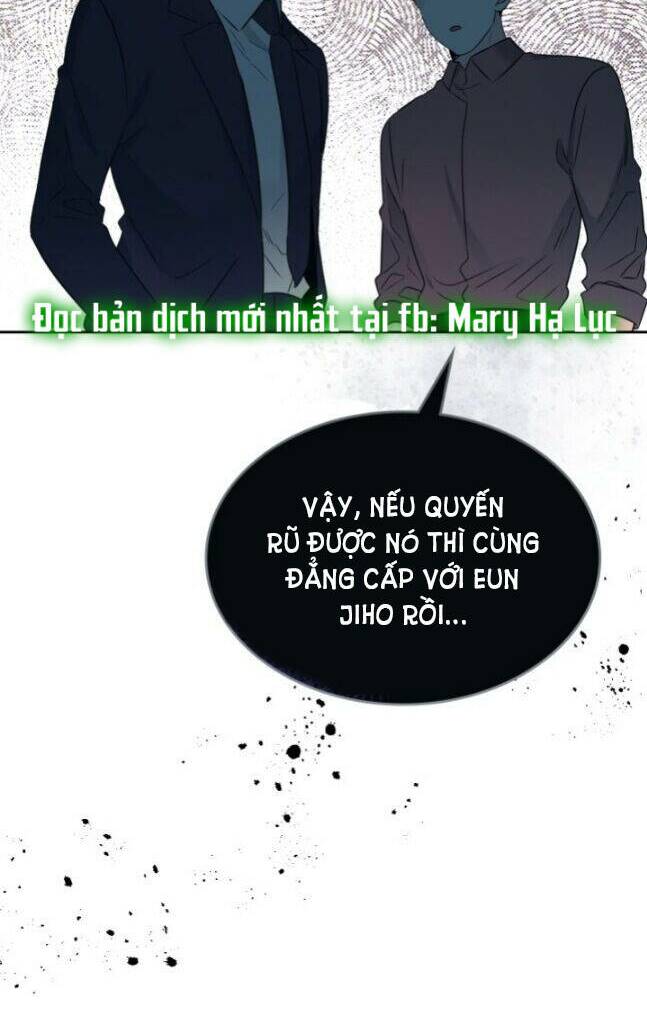 Đọc bản dịch mới nhất tại fb: Mary Hạ Lục
VẬY, NẾU QUYẾN
RŨ ĐƯỢC NÓ THÌ CÙNG
ĐẲNG CẤP VỚI EUN
JIHO RỒI...